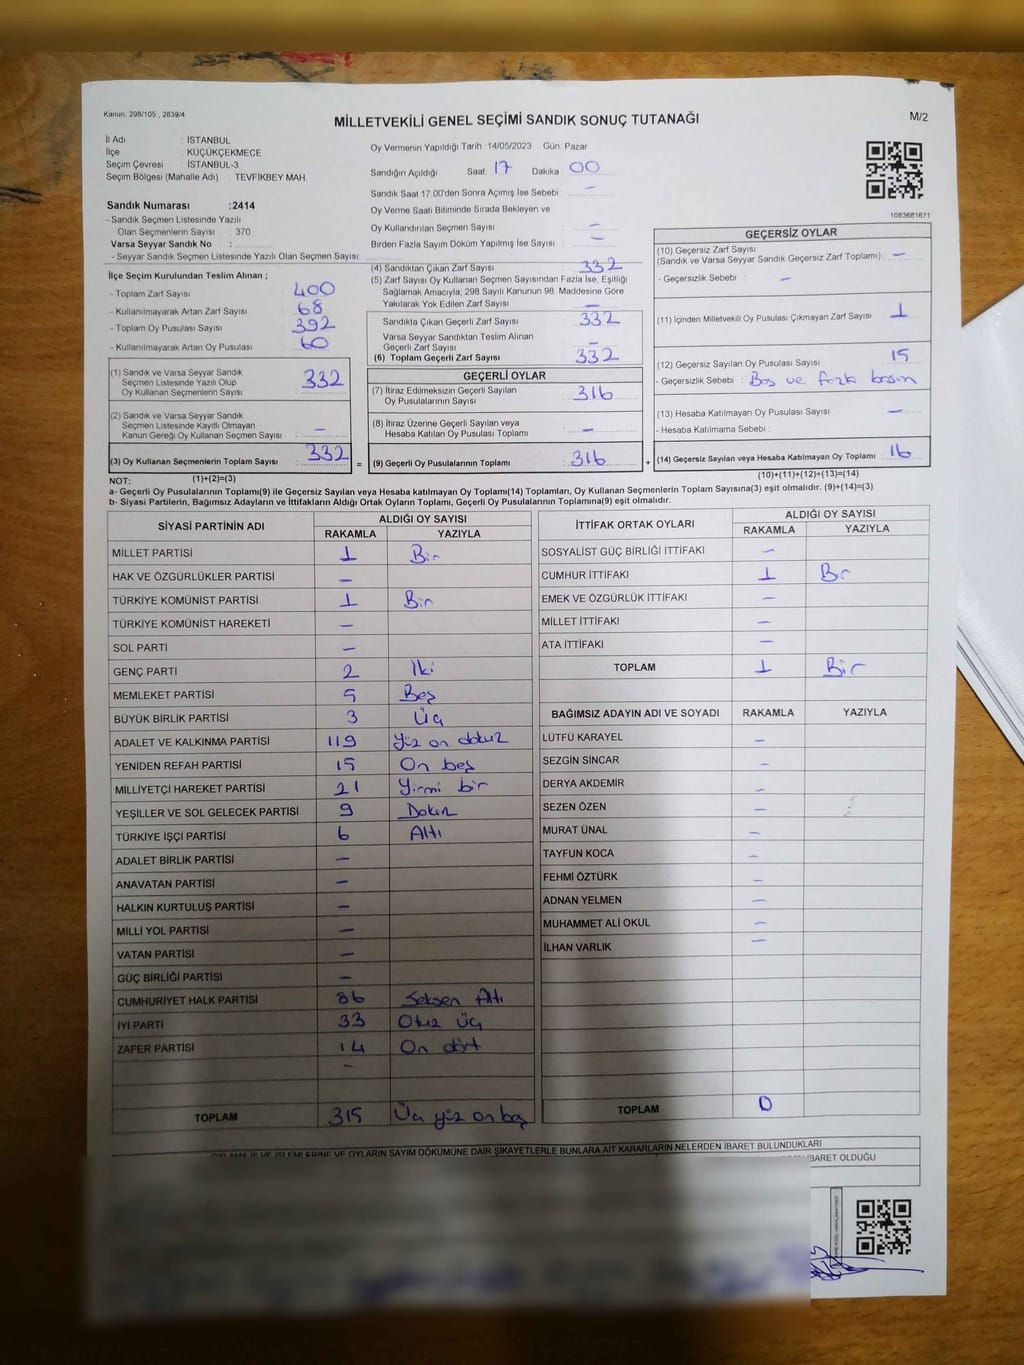 Kanun, 298/105 , 2839/4
MİLLETVEKİLİ GENEL SEÇİMİ SANDIK SONUÇ TUTANAĞI
M/2
İl Adı : İSTANBUL
İlçe : KÜÇÜKÇEKMECE
Seçim Çevresi : İSTANBUL-3
Seçim Bölgesi (Mahalle Adı) : TEVFİKBEY MAH.
Sandık Numarası :2414
- Sandık Seçmen Listesinde Yazılı
Olan Seçmenlerin Sayısı : 370
Varsa Seyyar Sandık No :
- Seyyar Sandık Seçmen Listesinde Yazılı Olan Seçmen Sayısı:
Oy Vermenin Yapıldığı Tarih :14/05/2023 Gün: Pazar
Sandığın Açıldığı Saat: 17 Dakika: 00
Sandık Saat 17.00'den Sonra Açımış İse Sebebi : –
Oy Verme Saati Bitiminde Sırada Bekleyen ve
Oy Kullandırılan Seçmen Sayısı : –
Birden Fazla Sayım Döküm Yapılmış İse Sayısı : –
1083681671
İlçe Seçim Kurulundan Teslim Alınan ;
- Toplam Zarf Sayısı : 400
- Kullanılmayarak Artan Zarf Sayısı : 68
- Toplam Oy Pusulası Sayısı : 392
- Kullanılmayarak Artan Oy Pusulası : 60
(1) Sandık ve Varsa Seyyar Sandık
Seçmen Listesinde Yazılı Olup
Oy Kullanan Seçmenlerin Sayısı : 332
(2) Sandık ve Varsa Seyyar Sandık
Seçmen Listesinde Kayıtlı Olmayan
Kanun Gereği Oy Kullanan Seçmen Sayısı : –
(3) Oy Kullanan Seçmenlerin Toplam Sayısı : 332
(4) Sandıktan Çıkan Zarf Sayısı : 332
(5) Zarf Sayısı Oy Kullanan Seçmen Sayısından Fazla İse, Eşitliği
Sağlamak Amacıyla, 298 Sayılı Kanunun 98. Maddesine Göre
Yakılarak Yok Edilen Zarf Sayısı : –
Sandıkta Çıkan Geçerli Zarf Sayısı : 332
Varsa Seyyar Sandıktan Teslim Alınan
Geçerli Zarf Sayısı : –
(6) Toplam Geçerli Zarf Sayısı : 332
GEÇERLİ OYLAR
(7) İtiraz Edilmeksizin Geçerli Sayılan
Oy Pusulalarının Sayısı : 316
(8) İtiraz Üzerine Geçerli Sayılan veya
Hesaba Katılan Oy Pusulası Toplamı : –
= (9) Geçerli Oy Pusulalarının Toplamı : 316
GEÇERSİZ OYLAR
(10) Geçersiz Zarf Sayısı
(Sandık ve Varsa Seyyar Sandık Geçersiz Zarf Toplamı) : –
- Geçersizlik Sebebi : –
(11) İçinden Milletvekili Oy Pusulası Çıkmayan Zarf Sayısı : 1
(12) Geçersiz Sayılan Oy Pusulası Sayısı : 15
- Geçersizlik Sebebi : Boş ve fazla basım
(13) Hesaba Katılmayan Oy Pusulası Sayısı : –
- Hesaba Katılmama Sebebi :
+ (14) Geçersiz Sayılan veya Hesaba Katılmayan Oy Toplamı : 16
NOT: (1)+(2)=(3)
(10)+(11)+(12)+(13)=(14)
a- Geçerli Oy Pusulalarının Toplamı(9) ile Geçersiz Sayılan veya Hesaba katılmayan Oy Toplamı(14) Toplamları, Oy Kullanan Seçmenlerin Toplam Sayısına(3) eşit olmalıdır. (9)+(14)=(3)
b- Siyasi Partilerin, Bağımsız Adayların ve İttifakların Aldığı Ortak Oyların Toplamı, Geçerli Oy Pusulalarının Toplamına(9) eşit olmalıdır.
SİYASİ PARTİNİN ADI ALDIĞI OY SAYISI
RAKAMLA YAZIYLA
MİLLET PARTİSİ 1 Bir
HAK VE ÖZGÜRLÜKLER PARTİSİ –
TÜRKİYE KOMÜNİST PARTİSİ 1 Bir
TÜRKİYE KOMÜNİST HAREKETİ –
SOL PARTİ –
GENÇ PARTİ 2 İki
MEMLEKET PARTİSİ 5 Beş
BÜYÜK BİRLİK PARTİSİ 3 Üç
ADALET VE KALKINMA PARTİSİ 119 Yüz on dokuz
YENİDEN REFAH PARTİSİ 15 On beş
MİLLİYETÇİ HAREKET PARTİSİ 21 Yirmi bir
YEŞİLLER VE SOL GELECEK PARTİSİ 9 Dokuz
TÜRKİYE İŞÇİ PARTİSİ 6 Altı
ADALET BİRLİK PARTİSİ –
ANAVATAN PARTİSİ –
HALKIN KURTULUŞ PARTİSİ –
MİLLİ YOL PARTİSİ –
VATAN PARTİSİ –
GÜÇ BİRLİĞİ PARTİSİ –
CUMHURİYET HALK PARTİSİ 86 Seksen Altı
İYİ PARTİ 33 Otuz Üç
ZAFER PARTİSİ 14 On dört
–
TOPLAM 315 Üç yüz on beş
İTTİFAK ORTAK OYLARI ALDIĞI OY SAYISI
RAKAMLA YAZIYLA
SOSYALİST GÜÇ BİRLİĞİ İTTİFAKI –
CUMHUR İTTİFAKI 1 Bir
EMEK VE ÖZGÜRLÜK İTTİFAKI –
MİLLET İTTİFAKI –
ATA İTTİFAKI –
TOPLAM 1 Bir
BAĞIMSIZ ADAYIN ADI VE SOYADI RAKAMLA YAZIYLA
LÜTFÜ KARAYEL –
SEZGİN SİNCAR –
DERYA AKDEMİR –
SEZEN ÖZEN –
MURAT ÜNAL –
TAYFUN KOCA –
FEHMİ ÖZTÜRK –
ADNAN YELMEN –
MUHAMMET ALİ OKUL –
İLHAN VARLIK –
TOPLAM 0
OYLAMA İŞ VE İŞLEMLERİNE VE OYLARIN SAYIM DÖKÜMÜNE DAİR ŞİKAYETLERLE BUNLARA AİT KARARLARIN NELERDEN İBARET BULUNDUKLARI
İBARET OLDUĞU